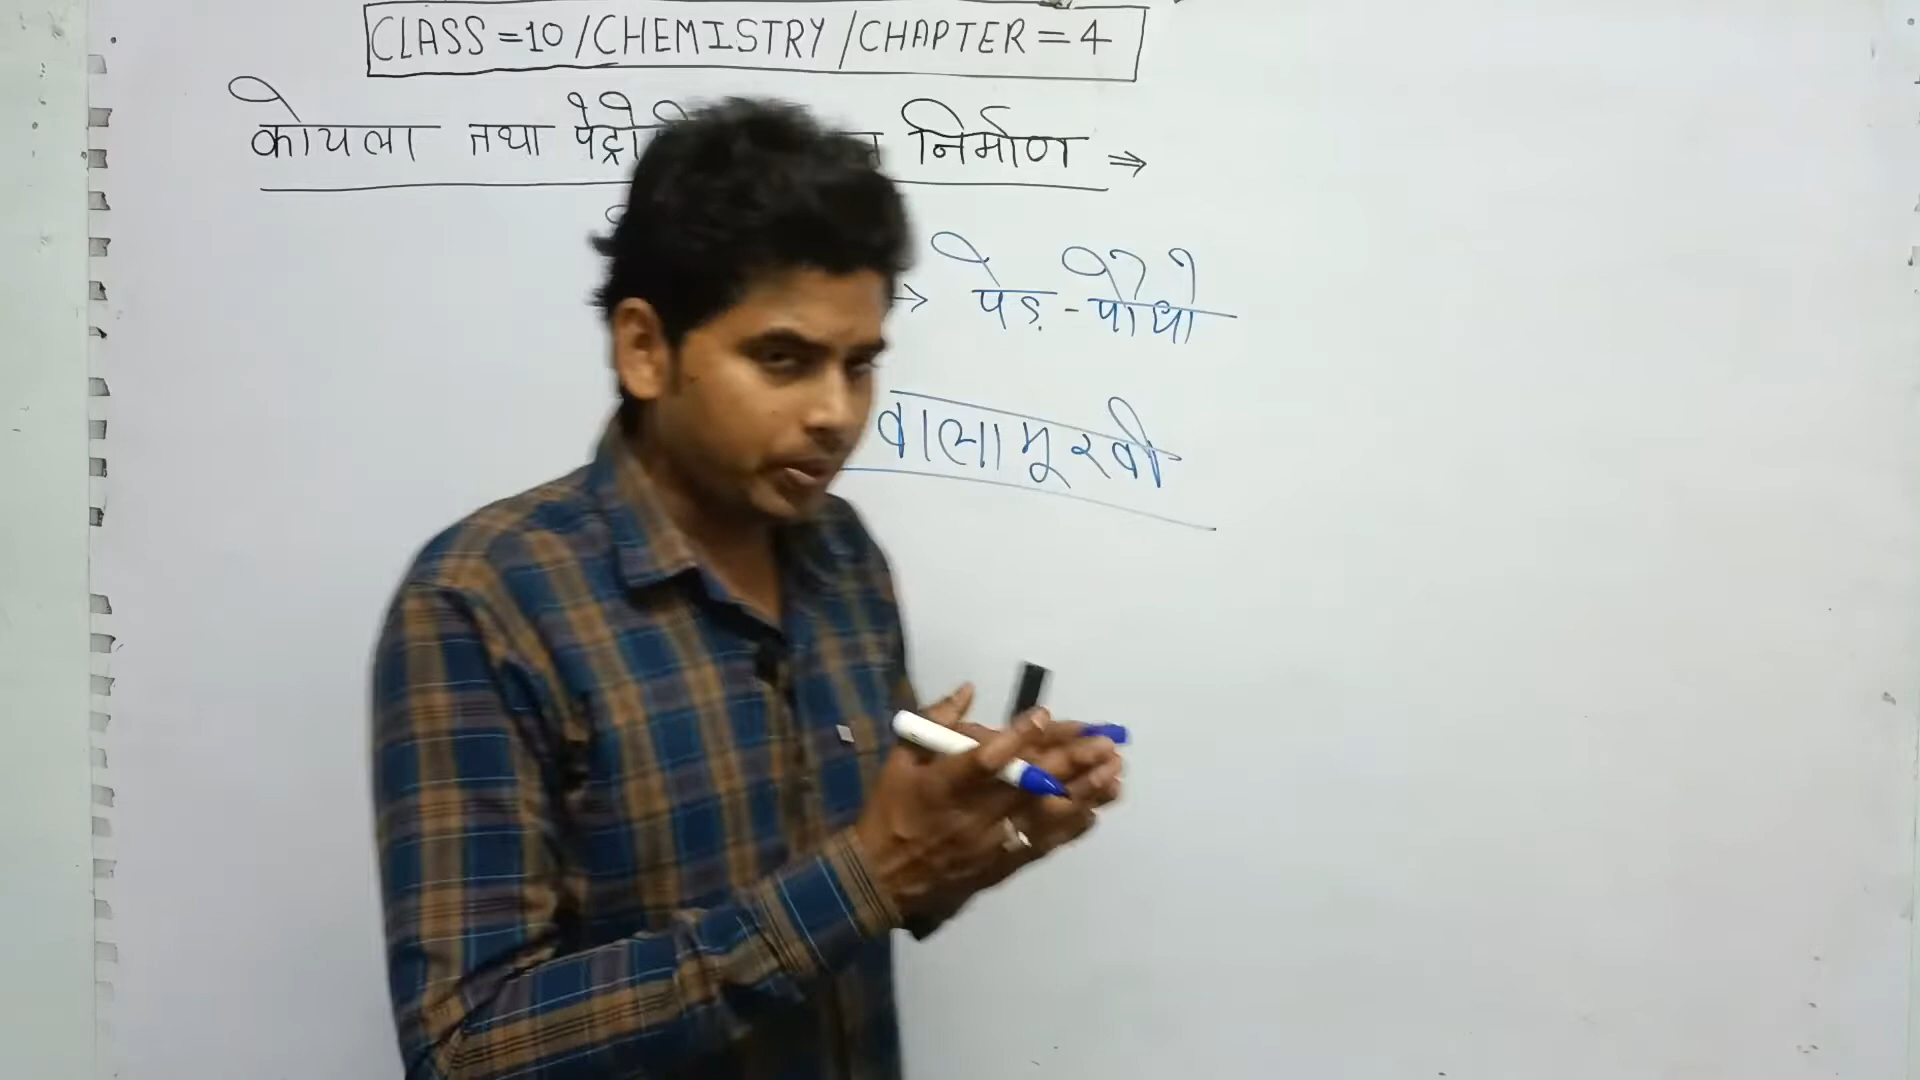 CLASS=10/CHEMISTRY/CHAPTER=4
कोयला तथा निर्माण ⇒
→ पेड़-पौधों